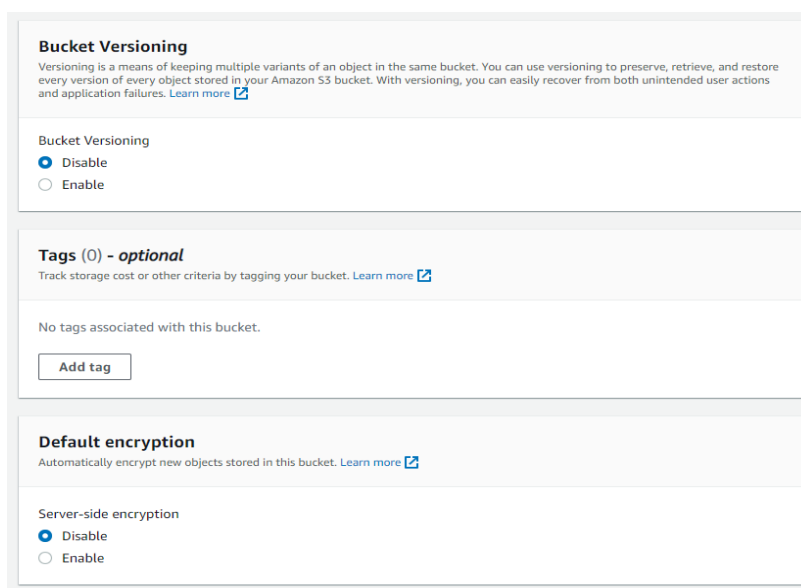 Bucket Versioning
Versioning is a means of keeping multiple variants of an object in the same bucket. You can use versioning to preserve, retrieve, and restore
every version of every object stored in your Amazon S3 bucket. With versioning, you can easily recover from both unintended user actions
and application failures. Learn more
Bucket Versioning
Disable
Enable
Tags (0) - optional
Track storage cost or other criteria by tagging your bucket. Learn more
No tags associated with this bucket.
Add tag
Default encryption
Automatically encrypt new objects stored in this bucket. Learn more
Server-side encryption
Disable
Enable